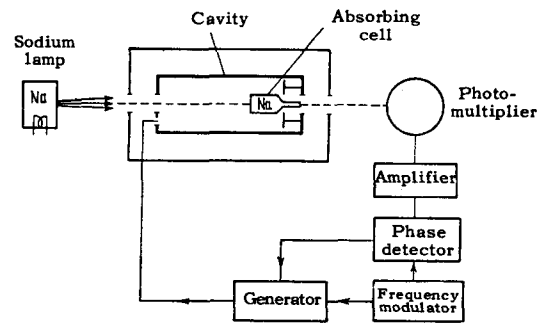 Cavity
Absorbing
cell
Sodium
lamp
Na
Na
Photo-
multiplier
Amplifier
Phase
detector
Generator
Frequency
modulator